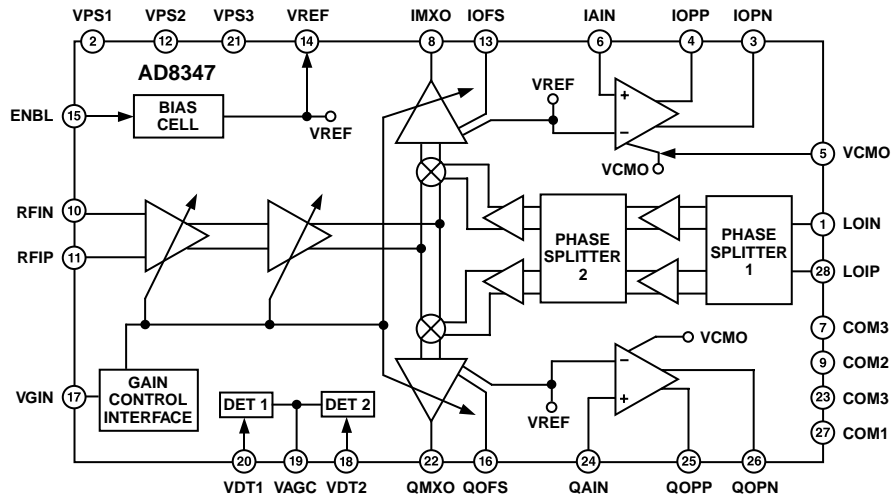 VPS1 VPS2 VPS3 VREF IMXO IOFS IAIN IOPP IOPN
2 12 21 14 8 13 6 4 3
AD8347
ENBL 15
BIAS
CELL
VREF
VREF
+
−
VCMO
5 VCMO
RFIN 10
RFIP 11
PHASE
SPLITTER
2
PHASE
SPLITTER
1
1 LOIN
28 LOIP
7 COM3
9 COM2
23 COM3
27 COM1
VCMO
−
+
VREF
VGIN 17
GAIN
CONTROL
INTERFACE
DET 1
DET 2
20 19 18 22 16 24 25 26
VDT1 VAGC VDT2 QMXO QOFS QAIN QOPP QOPN